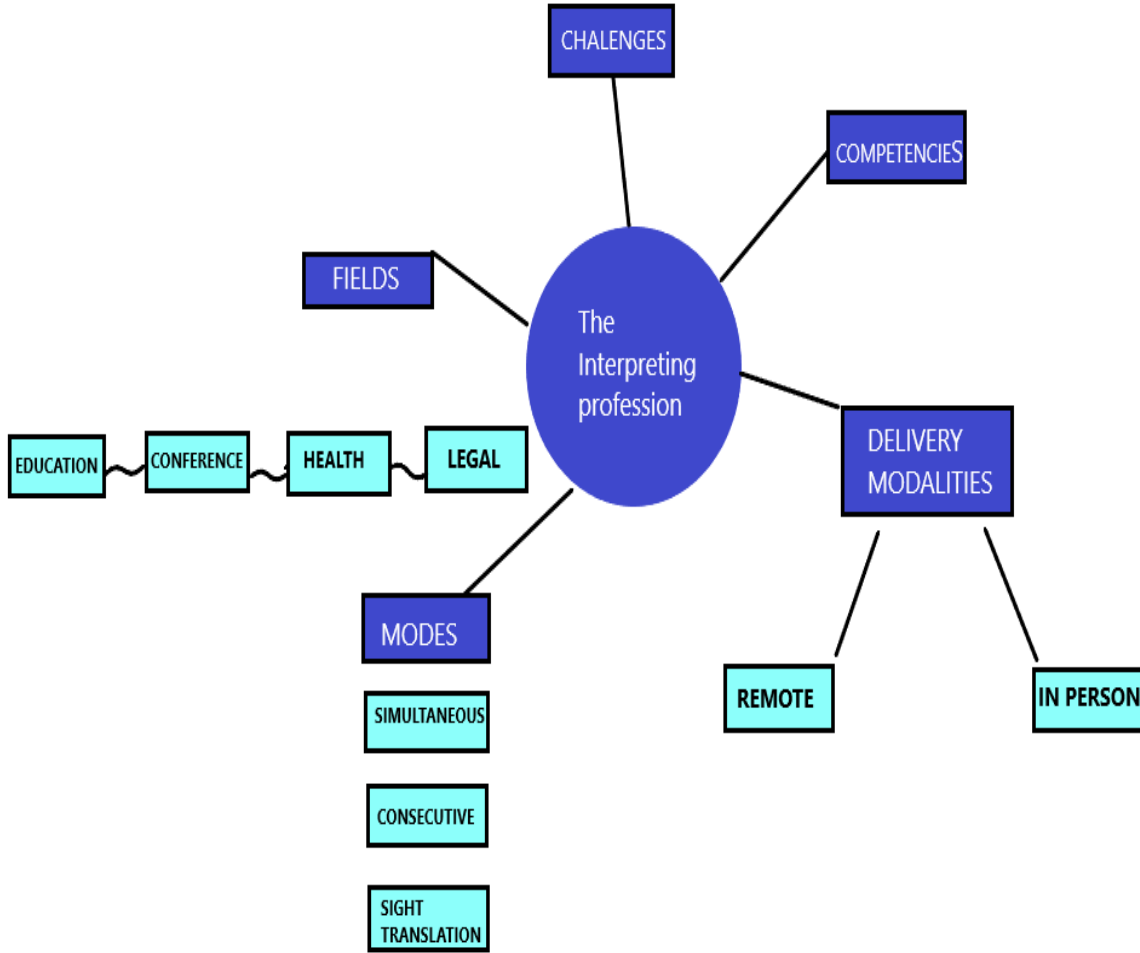 CHALENGES
COMPETENCIES
FIELDS
The
Interpreting
profession
EDUCATION
CONFERENCE
HEALTH
LEGAL
DELIVERY
MODALITIES
MODES
SIMULTANEOUS
CONSECUTIVE
SIGHT
TRANSLATION
REMOTE
IN PERSON